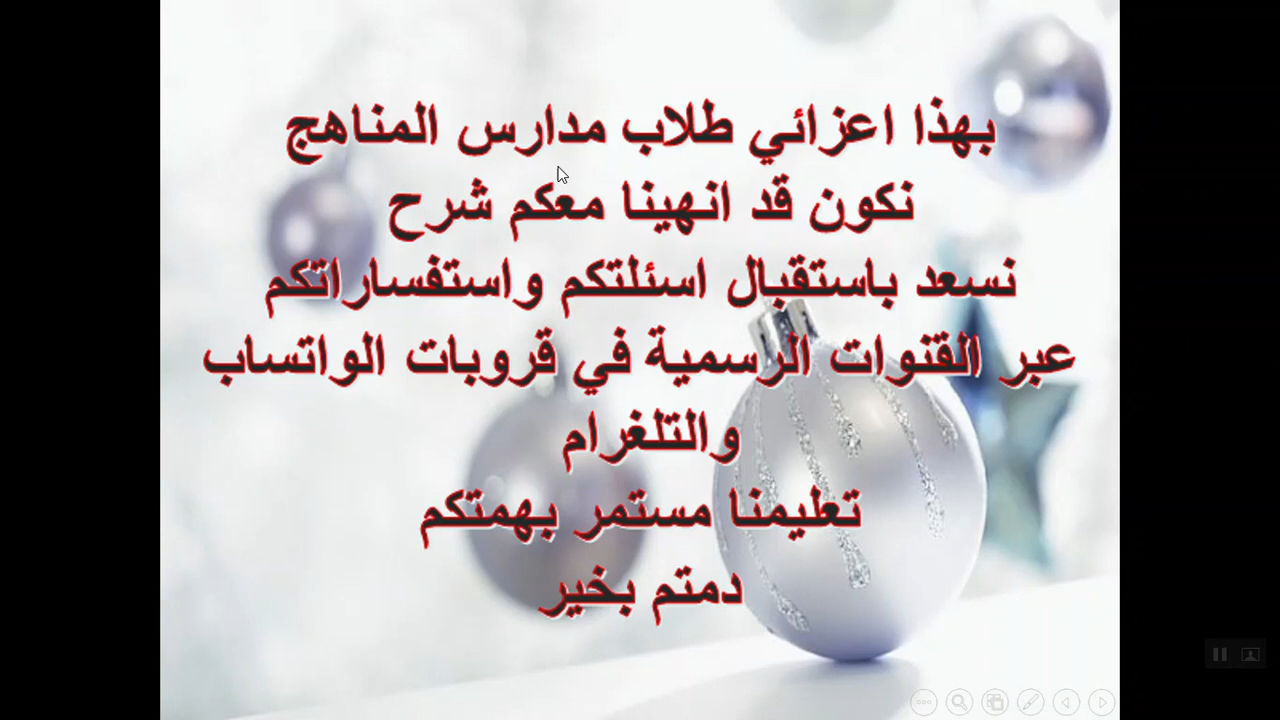 بهذا اعزائي طلاب مدارس المناهج
نكون قد انهينا معكم شرح
نسعد باستقبال اسئلتكم واستفساراتكم
عبر القنوات الرسمية في قروبات الواتساب
والتلغرام
تعليمنا مستمر بهمتكم
دمتم بخير